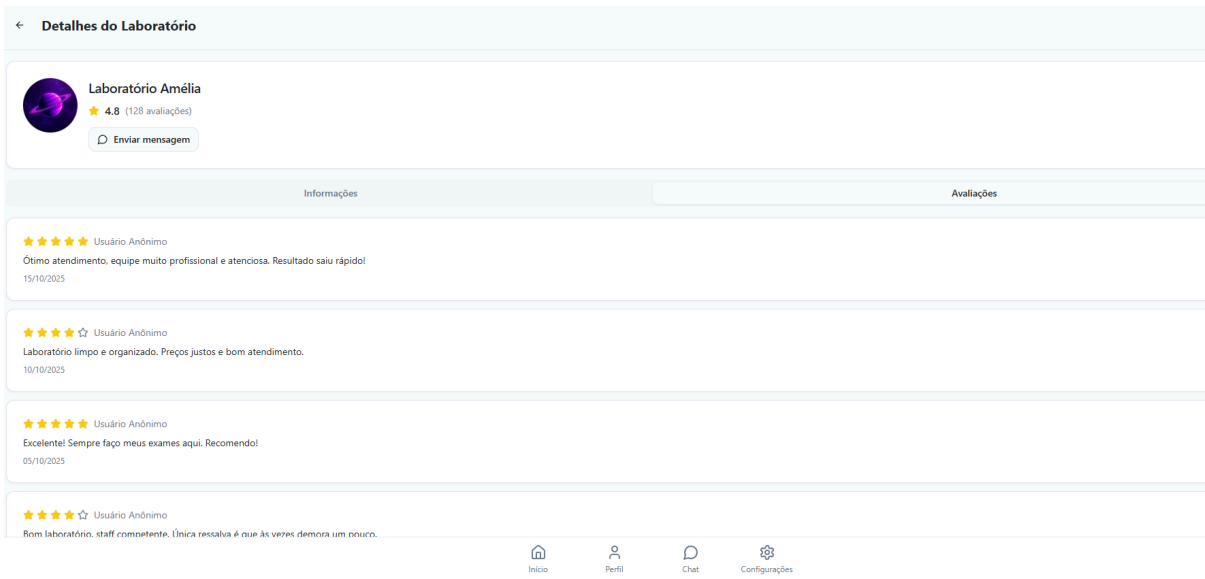 Detalhes do Laboratório
Laboratório Amélia
4.8 (128 avaliações)
Enviar mensagem
Informações
Avaliações
Usuário Anônimo
Ótimo atendimento, equipe muito profissional e atenciosa. Resultado saiu rápido!
15/10/2025
Usuário Anônimo
Laboratório limpo e organizado. Preços justos e bom atendimento.
10/10/2025
Usuário Anônimo
Excelente! Sempre faço meus exames aqui. Recomendo!
05/10/2025
Usuário Anônimo
Bom laboratório, staff competente. Única ressalva é que às vezes demora um pouco.
Início
Perfil
Chat
Configurações